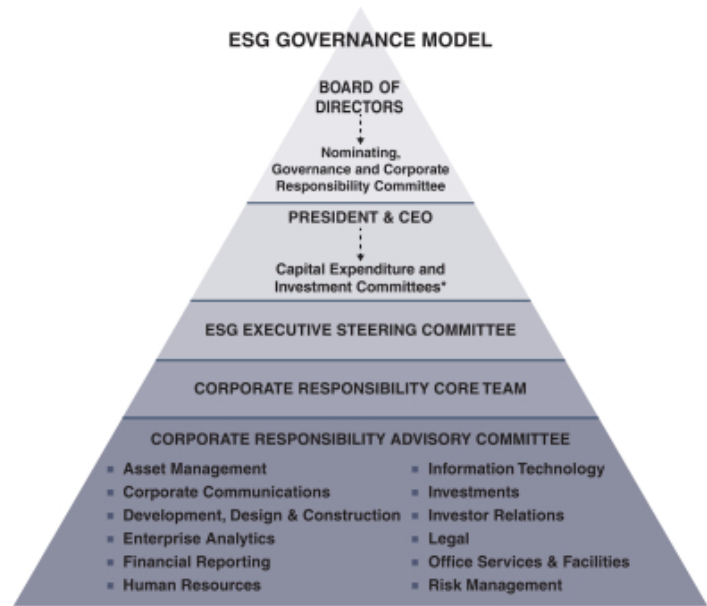 ESG GOVERNANCE MODEL
BOARD OF
DIRECTORS
Nominating,
Governance and Corporate
Responsibility Committee
PRESIDENT & CEO
Capital Expenditure and
Investment Committees*
ESG EXECUTIVE STEERING COMMITTEE
CORPORATE RESPONSIBILITY CORE TEAM
CORPORATE RESPONSIBILITY ADVISORY COMMITTEE
Asset Management
Corporate Communications
Development, Design & Construction
Enterprise Analytics
Financial Reporting
Human Resources
Information Technology
Investments
Investor Relations
Legal
Office Services & Facilities
Risk Management